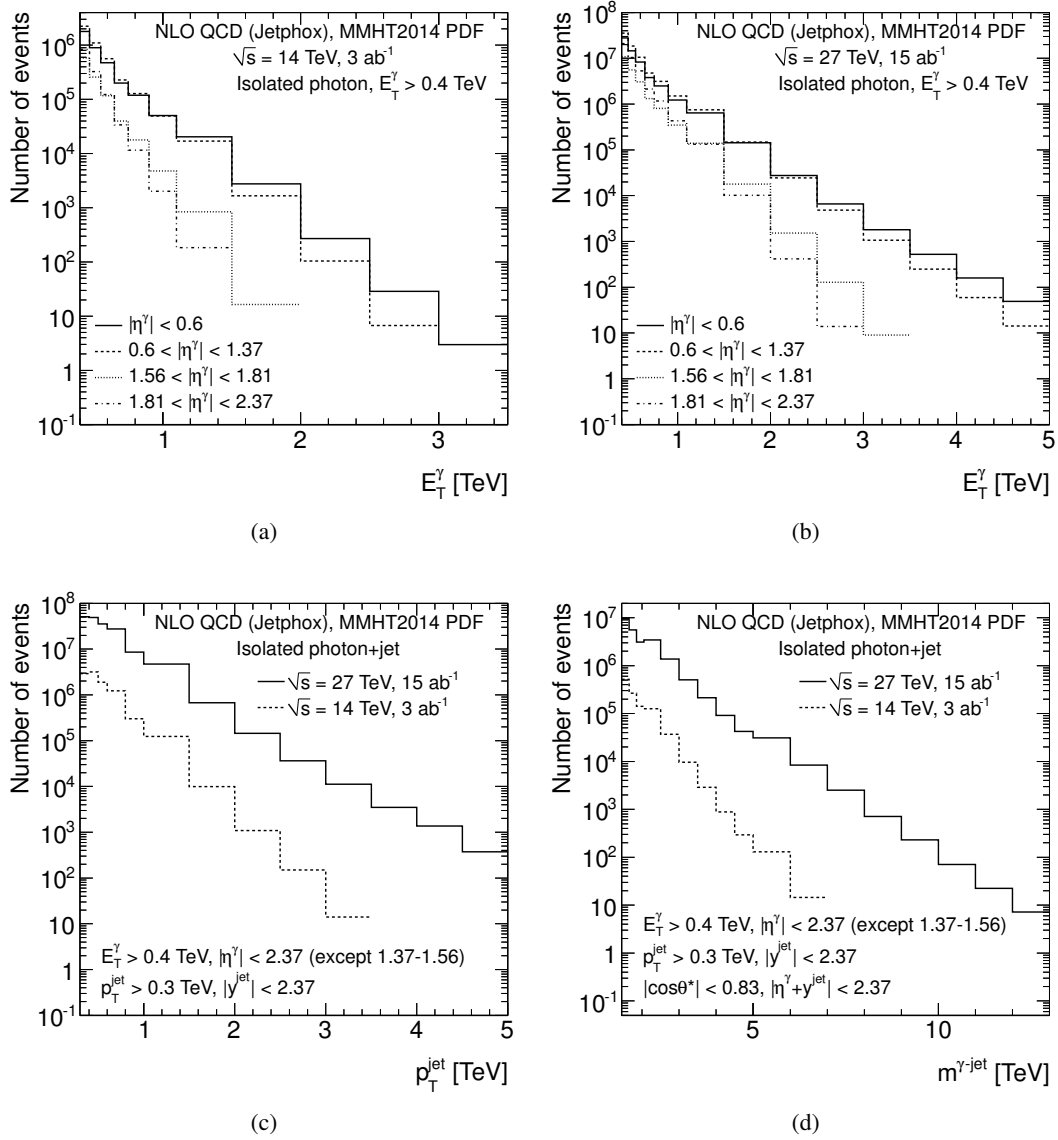 NLO QCD (Jetphox), MMHT2014 PDF
√s = 14 TeV, 3 ab⁻¹
Isolated photon, E_T^γ > 0.4 TeV
Number of events
10⁶
10⁵
10⁴
10³
10²
10
1
10⁻¹
|η^γ| < 0.6
0.6 < |η^γ| < 1.37
1.56 < |η^γ| < 1.81
1.81 < |η^γ| < 2.37
1 2 3
E_T^γ [TeV]
(a)
NLO QCD (Jetphox), MMHT2014 PDF
√s = 27 TeV, 15 ab⁻¹
Isolated photon, E_T^γ > 0.4 TeV
Number of events
10⁸
10⁷
10⁶
10⁵
10⁴
10³
10²
10
1
10⁻¹
|η^γ| < 0.6
0.6 < |η^γ| < 1.37
1.56 < |η^γ| < 1.81
1.81 < |η^γ| < 2.37
1 2 3 4 5
E_T^γ [TeV]
(b)
NLO QCD (Jetphox), MMHT2014 PDF
Isolated photon+jet
√s = 27 TeV, 15 ab⁻¹
√s = 14 TeV, 3 ab⁻¹
Number of events
10⁸
10⁷
10⁶
10⁵
10⁴
10³
10²
10
1
10⁻¹
E_T^γ > 0.4 TeV, |η^γ| < 2.37 (except 1.37-1.56)
p_T^jet > 0.3 TeV, |y^jet| < 2.37
1 2 3 4 5
p_T^jet [TeV]
(c)
NLO QCD (Jetphox), MMHT2014 PDF
Isolated photon+jet
√s = 27 TeV, 15 ab⁻¹
√s = 14 TeV, 3 ab⁻¹
Number of events
10⁷
10⁶
10⁵
10⁴
10³
10²
10
1
10⁻¹
E_T^γ > 0.4 TeV, |η^γ| < 2.37 (except 1.37-1.56)
p_T^jet > 0.3 TeV, |y^jet| < 2.37
|cosθ*| < 0.83, |η^γ+y^jet| < 2.37
5 10
m^γ-jet [TeV]
(d)